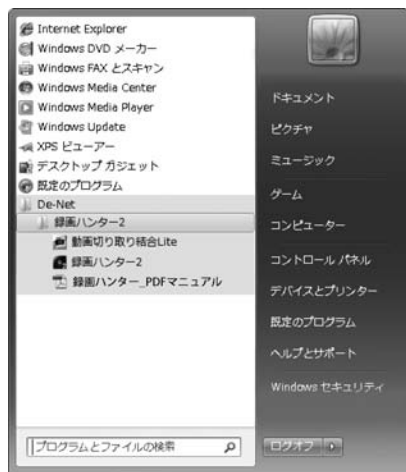 Internet Explorer
Windows DVD メーカー
Windows FAX とスキャン
Windows Media Center
Windows Media Player
Windows Update
XPS ビューアー
デスクトップ ガジェット
既定のプログラム
De-Net
録画ハンター2
動画切り取り結合Lite
録画ハンター2
録画ハンター_PDFマニュアル
プログラムとファイルの検索
ドキュメント
ピクチャ
ミュージック
ゲーム
コンピューター
コントロール パネル
デバイスとプリンター
既定のプログラム
ヘルプとサポート
Windows セキュリティ
ログオフ